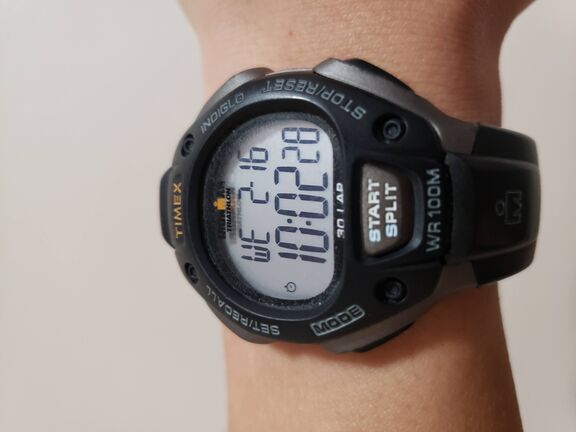 TIMEX
IRONMAN
TRIATHLON
SET/RECALL
INDIGLO
WE 2-16
10:02 28
MODE
STOP/RESET
30 LAP
START
SPLIT
WR 100M